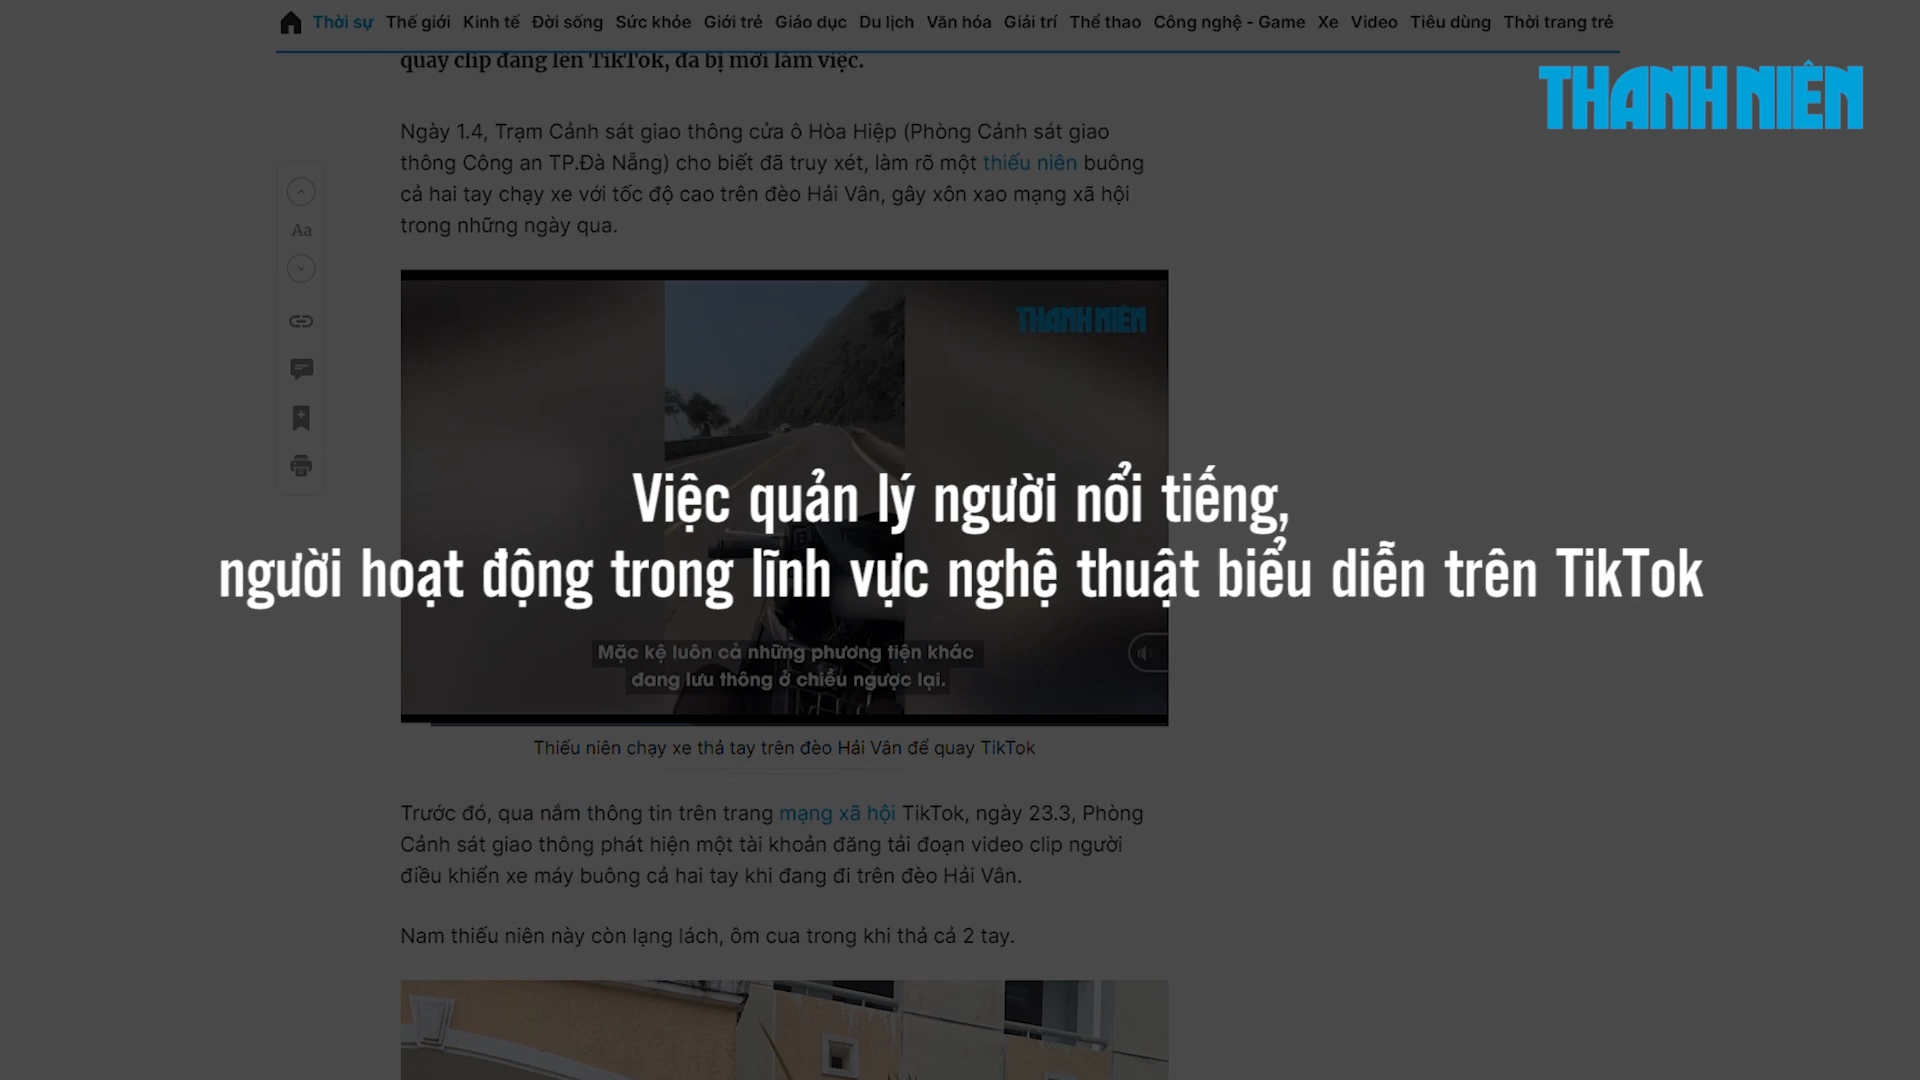 Thời sự Thế giới Kinh tế Đời sống Sức khỏe Giới trẻ Giáo dục Du lịch Văn hóa Giải trí Thể thao Công nghệ - Game Xe Video Tiêu dùng Thời trang trẻ
quay clip đăng lên TikTok, đã bị mời làm việc.
THANH NIÊN
Ngày 1.4, Trạm Cảnh sát giao thông cửa ô Hòa Hiệp (Phòng Cảnh sát giao
thông Công an TP.Đà Nẵng) cho biết đã truy xét, làm rõ một thiếu niên buông
cả hai tay chạy xe với tốc độ cao trên đèo Hải Vân, gây xôn xao mạng xã hội
trong những ngày qua.
Aa
THANH NIÊN
Việc quản lý người nổi tiếng,
người hoạt động trong lĩnh vực nghệ thuật biểu diễn trên TikTok
Mặc kệ luôn cả những phương tiện khác
đang lưu thông ở chiều ngược lại.
Thiếu niên chạy xe thả tay trên đèo Hải Vân để quay TikTok
Trước đó, qua nắm thông tin trên trang mạng xã hội TikTok, ngày 23.3, Phòng
Cảnh sát giao thông phát hiện một tài khoản đăng tải đoạn video clip người
điều khiển xe máy buông cả hai tay khi đang đi trên đèo Hải Vân.
Nam thiếu niên này còn lạng lách, ôm cua trong khi thả cả 2 tay.